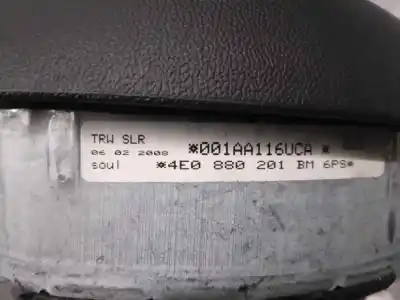 TRW SLR *001AA116UCA *
06 02 2008
soul *4E0 880 201 BM 6PS*